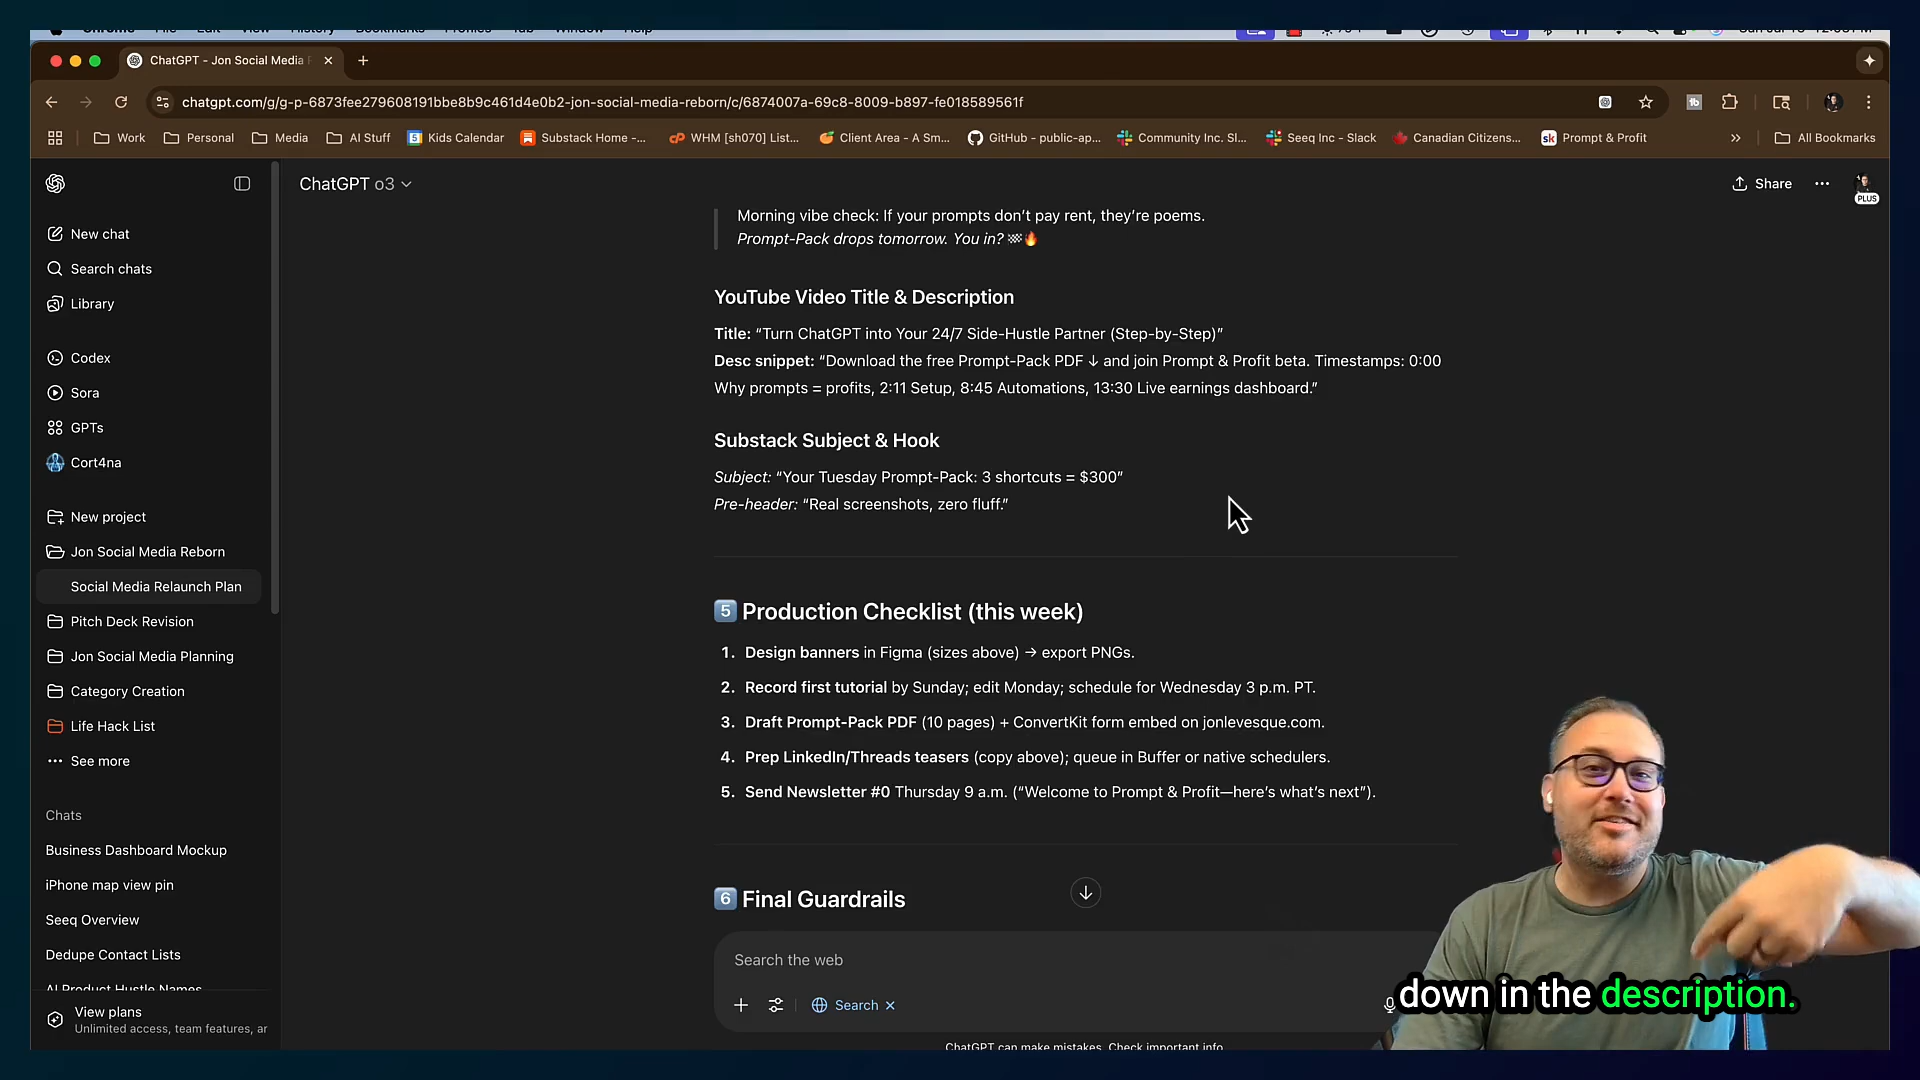 Chrome File Edit View History Bookmarks Profiles Tab Window Help
ChatGPT - Jon Social Media
chatgpt.com/g/g-p-6873fee279608191bbe8b9c461d4e0b2-jon-social-media-reborn/c/6874007a-69c8-8009-b897-fe018589561f
Work Personal Media AI Stuff Kids Calendar Substack Home -... WHM [sh070] List... Client Area - A Sm... GitHub - public-ap... Community Inc. Sl... Seeq Inc - Slack Canadian Citizens... Prompt & Profit » All Bookmarks
ChatGPT o3
Share
PLUS
New chat
Search chats
Library
Codex
Sora
GPTs
Cort4na
New project
Jon Social Media Reborn
Social Media Relaunch Plan
Pitch Deck Revision
Jon Social Media Planning
Category Creation
Life Hack List
See more
Chats
Business Dashboard Mockup
iPhone map view pin
Seeq Overview
Dedupe Contact Lists
AI Product Hustle Names
View plans
Unlimited access, team features, ar
Morning vibe check: If your prompts don’t pay rent, they’re poems.
Prompt-Pack drops tomorrow. You in? 🏁🔥
YouTube Video Title & Description
Title: “Turn ChatGPT into Your 24/7 Side-Hustle Partner (Step-by-Step)”
Desc snippet: “Download the free Prompt-Pack PDF ↓ and join Prompt & Profit beta. Timestamps: 0:00
Why prompts = profits, 2:11 Setup, 8:45 Automations, 13:30 Live earnings dashboard.”
Substack Subject & Hook
Subject: “Your Tuesday Prompt-Pack: 3 shortcuts = $300”
Pre-header: “Real screenshots, zero fluff.”
5 Production Checklist (this week)
1. Design banners in Figma (sizes above) → export PNGs.
2. Record first tutorial by Sunday; edit Monday; schedule for Wednesday 3 p.m. PT.
3. Draft Prompt-Pack PDF (10 pages) + ConvertKit form embed on jonlevesque.com.
4. Prep LinkedIn/Threads teasers (copy above); queue in Buffer or native schedulers.
5. Send Newsletter #0 Thursday 9 a.m. (“Welcome to Prompt & Profit—here’s what’s next”).
6 Final Guardrails
Search the web
Search ×
ChatGPT can make mistakes. Check important info.
down in the description.